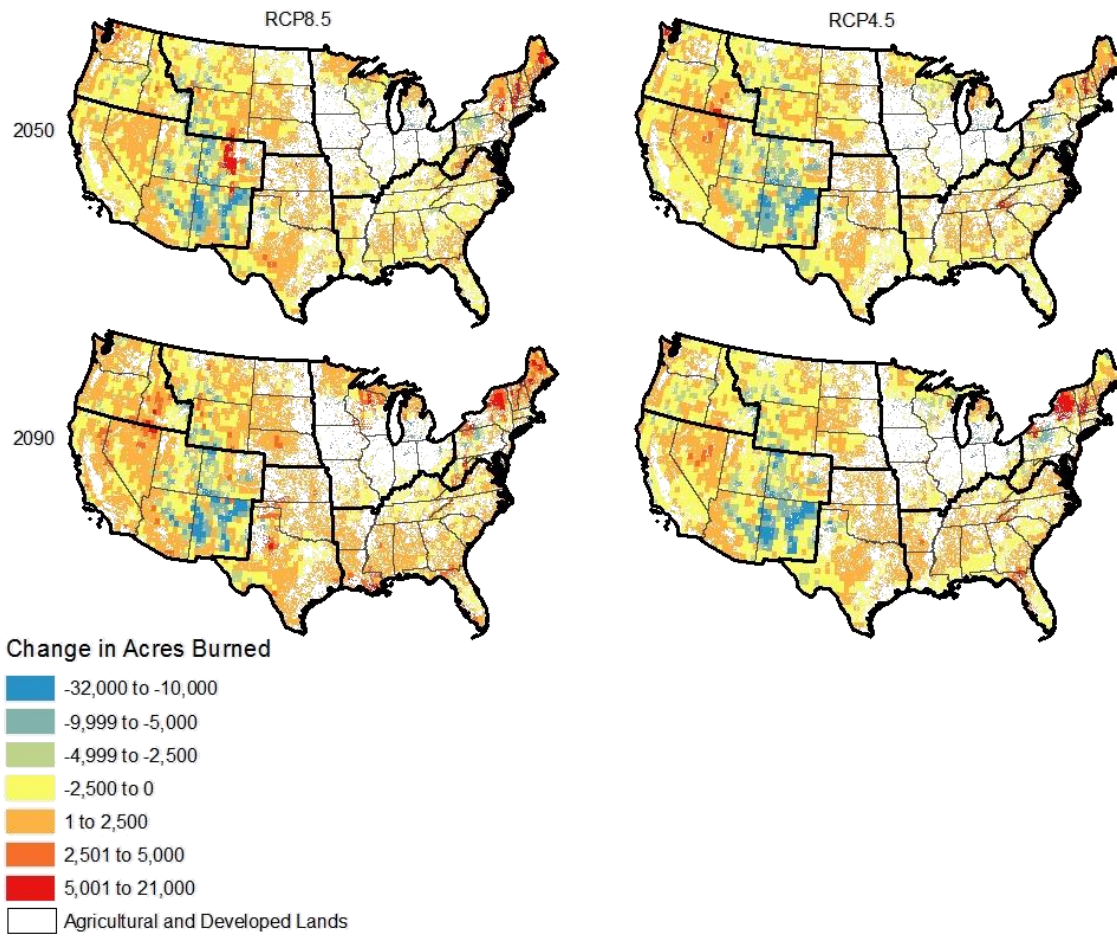 RCP8.5
RCP4.5
2050
2090
Change in Acres Burned
-32,000 to -10,000
-9,999 to -5,000
-4,999 to -2,500
-2,500 to 0
1 to 2,500
2,501 to 5,000
5,001 to 21,000
Agricultural and Developed Lands